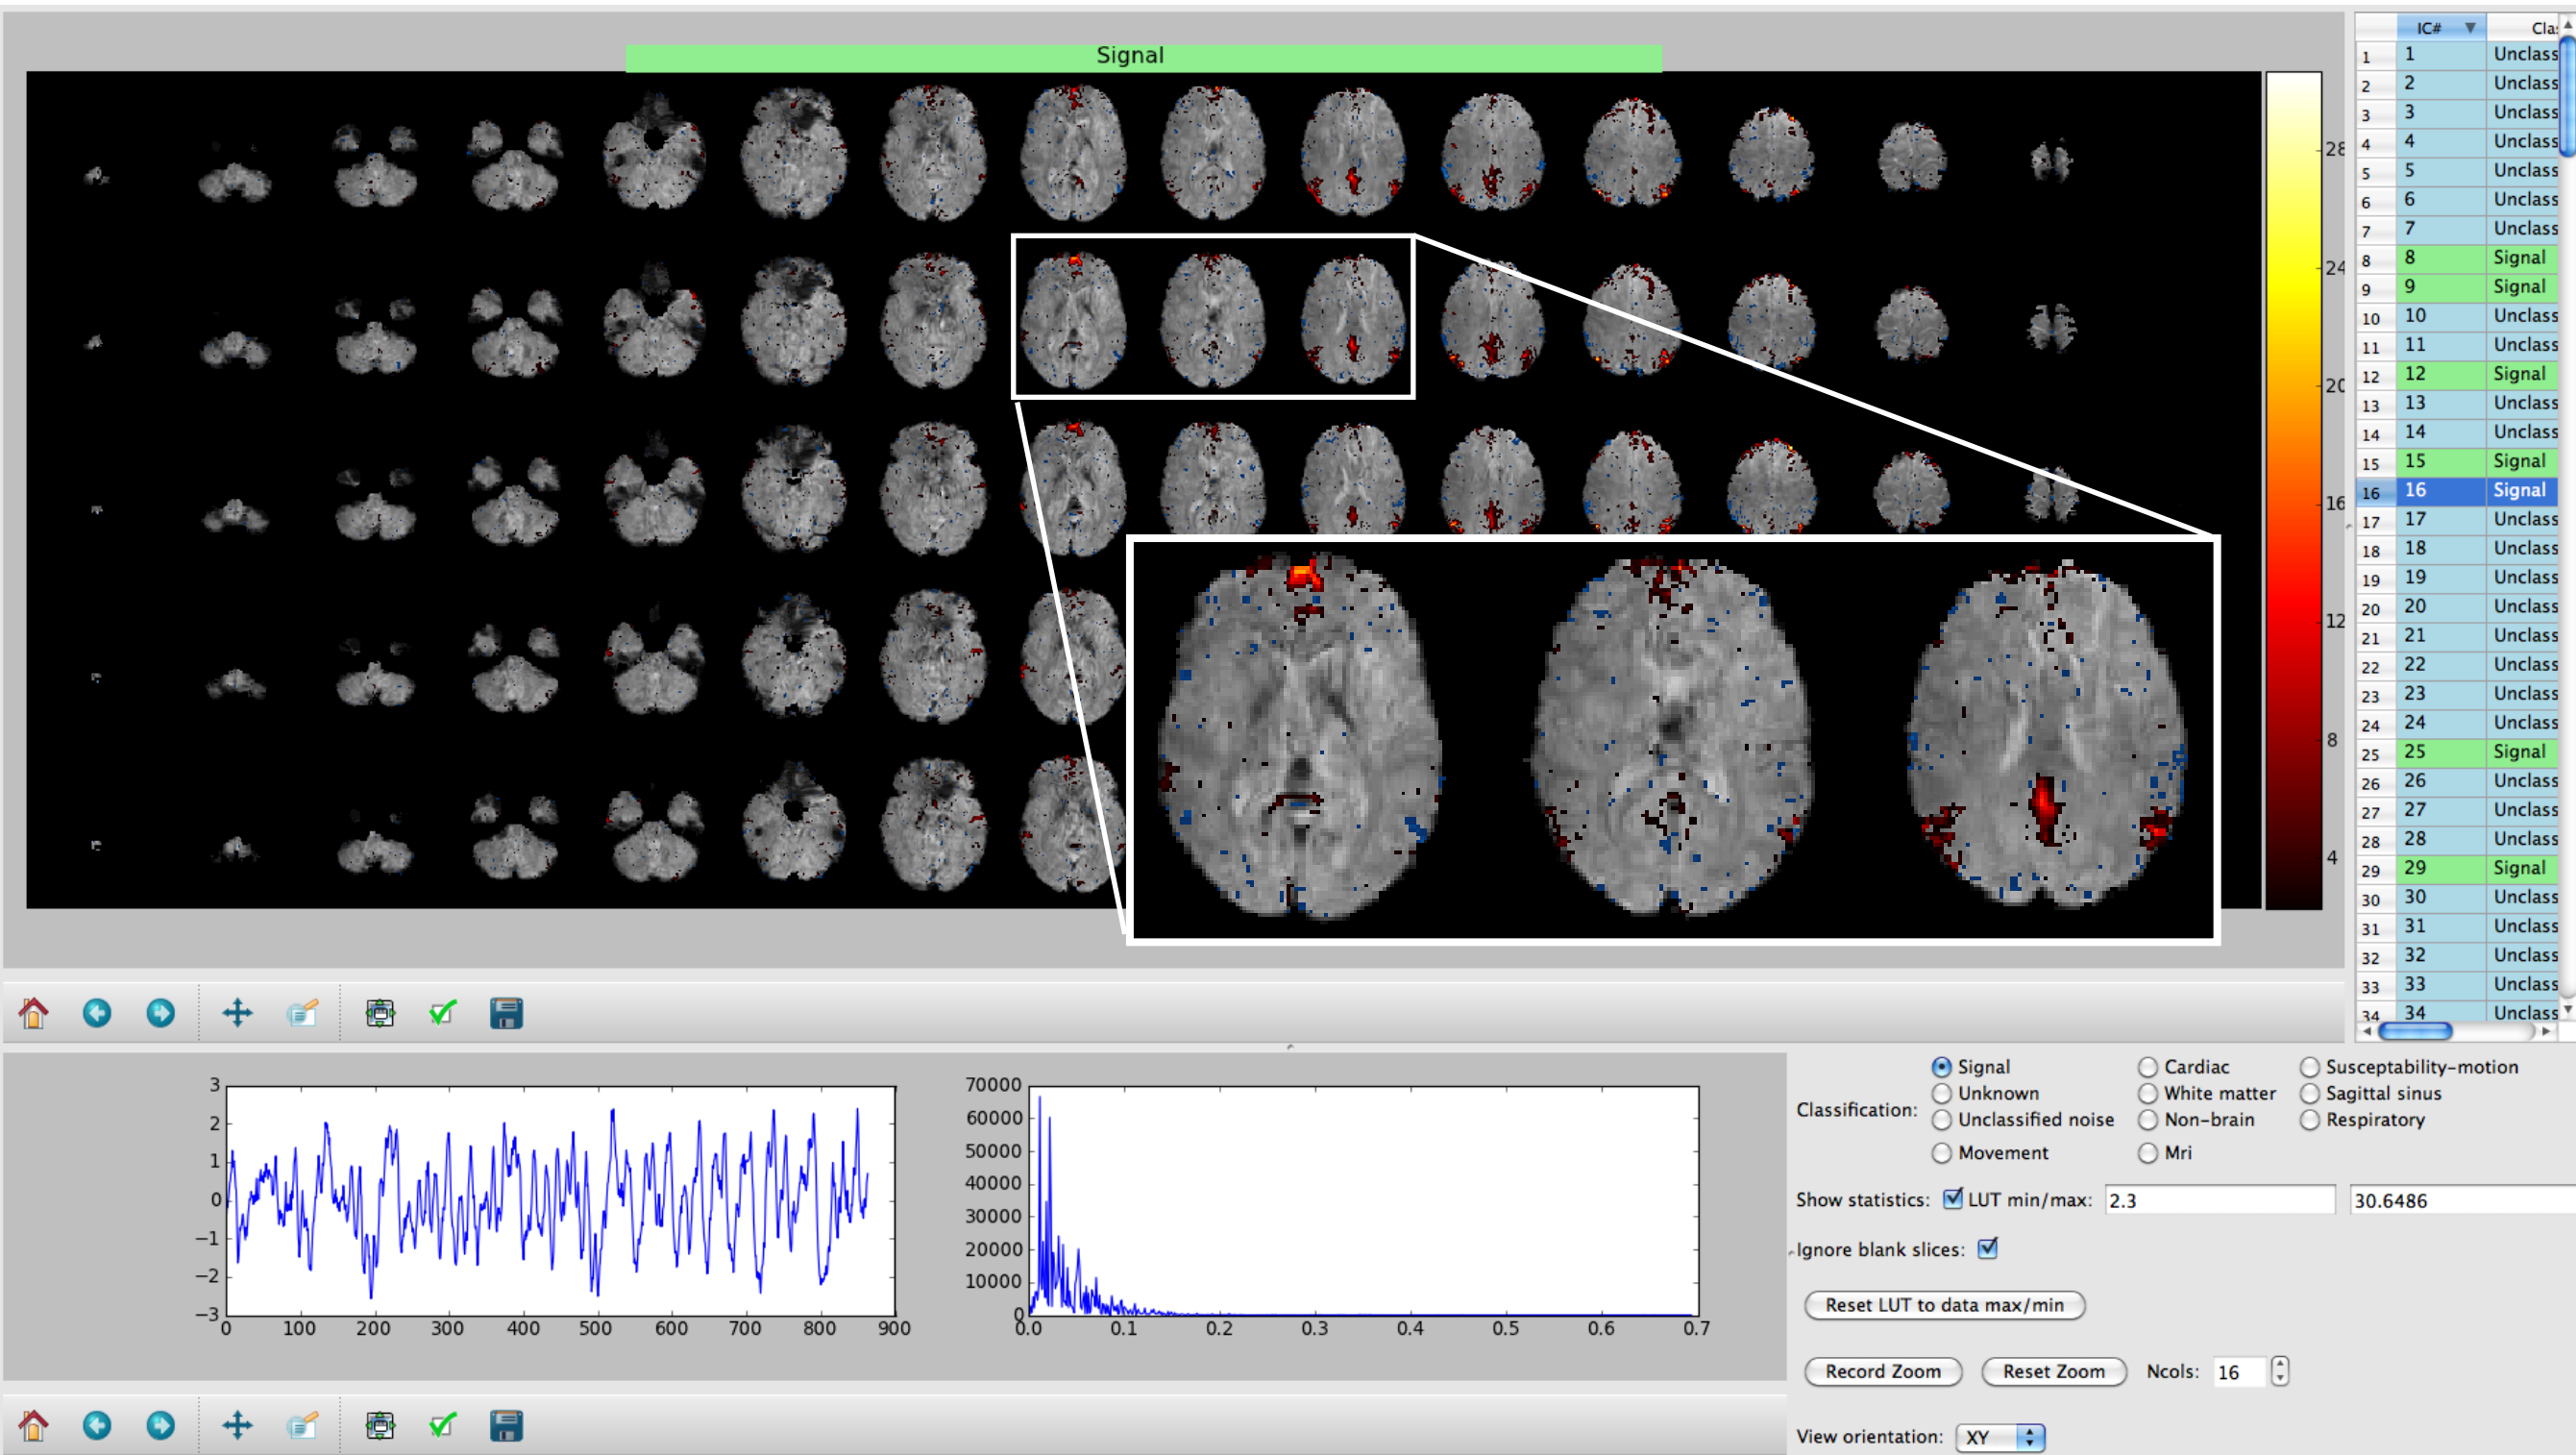 Signal
28
24
20
16
12
8
4
IC# Clas
1 1 Unclass
2 2 Unclass
3 3 Unclass
4 4 Unclass
5 5 Unclass
6 6 Unclass
7 7 Unclass
8 8 Signal
9 9 Signal
10 10 Unclass
11 11 Unclass
12 12 Signal
13 13 Unclass
14 14 Unclass
15 15 Signal
16 16 Signal
17 17 Unclass
18 18 Unclass
19 19 Unclass
20 20 Unclass
21 21 Unclass
22 22 Unclass
23 23 Unclass
24 24 Unclass
25 25 Signal
26 26 Unclass
27 27 Unclass
28 28 Unclass
29 29 Signal
30 30 Unclass
31 31 Unclass
32 32 Unclass
33 33 Unclass
34 34 Unclass
3
2
1
0
−1
−2
−3
0 100 200 300 400 500 600 700 800 900
70000
60000
50000
40000
30000
20000
10000
0
0.0 0.1 0.2 0.3 0.4 0.5 0.6 0.7
Classification:
Signal Cardiac Susceptability-motion
Unknown White matter Sagittal sinus
Unclassified noise Non-brain Respiratory
Movement Mri
Show statistics: LUT min/max: 2.3 30.6486
Ignore blank slices:
Reset LUT to data max/min
Record Zoom Reset Zoom Ncols: 16
View orientation: XY